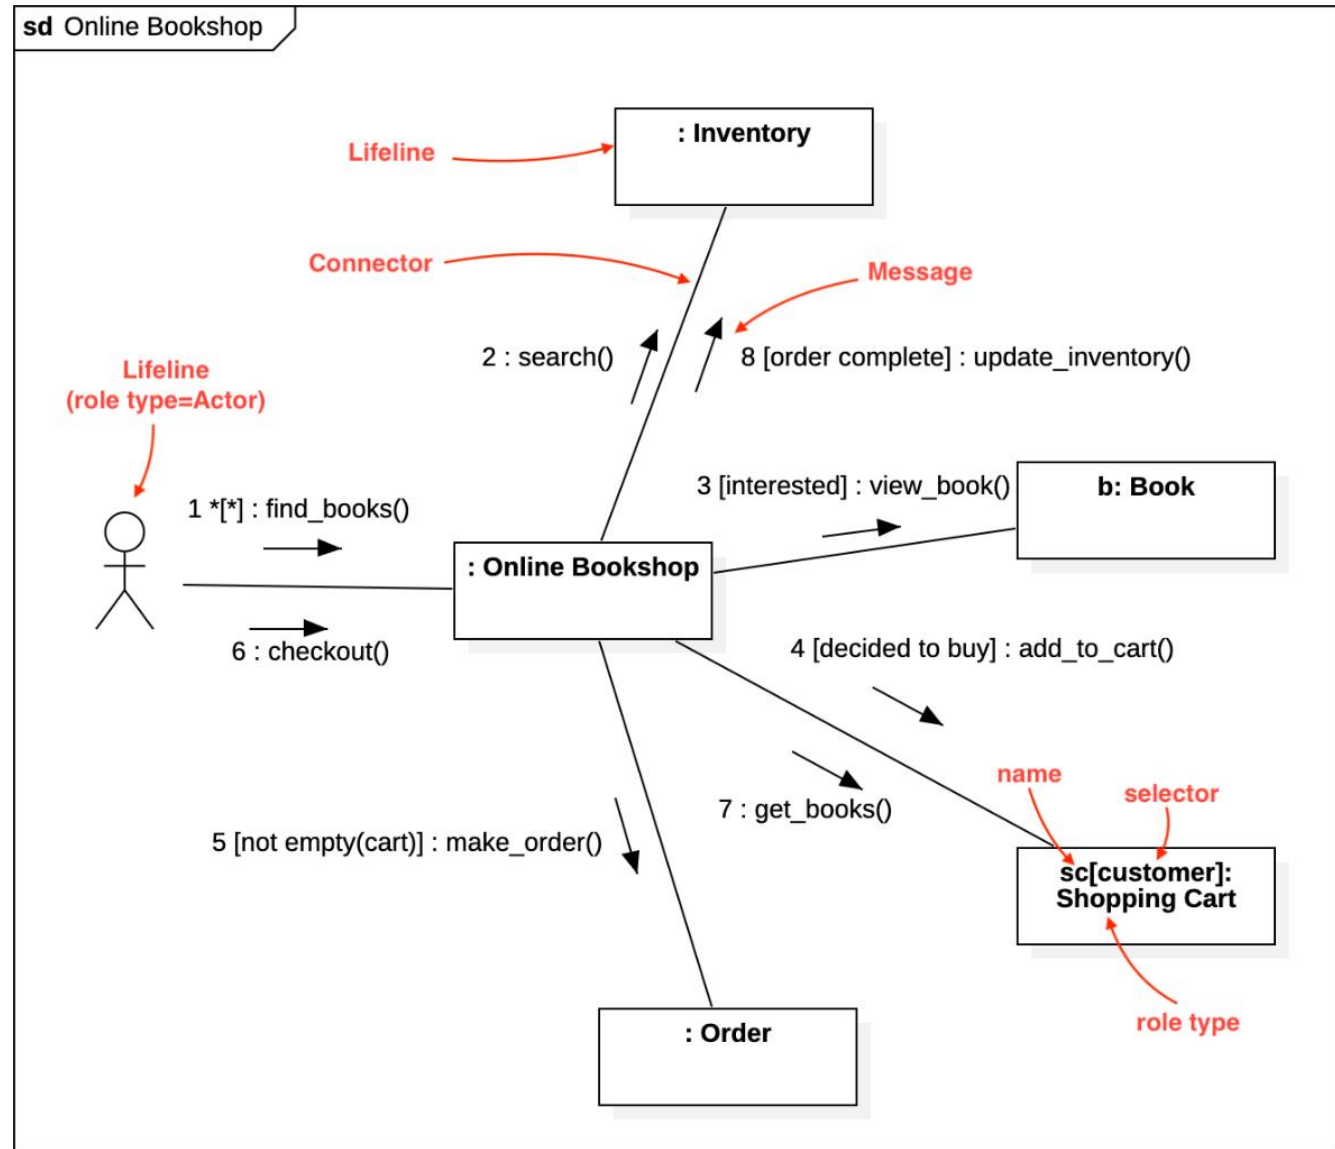 sd Online Bookshop
: Inventory
Lifeline
Connector
Message
2 : search()
8 [order complete] : update_inventory()
Lifeline
(role type=Actor)
3 [interested] : view_book()
b: Book
1 *[*] : find_books()
: Online Bookshop
6 : checkout()
4 [decided to buy] : add_to_cart()
name
selector
7 : get_books()
5 [not empty(cart)] : make_order()
sc[customer]:
Shopping Cart
role type
: Order